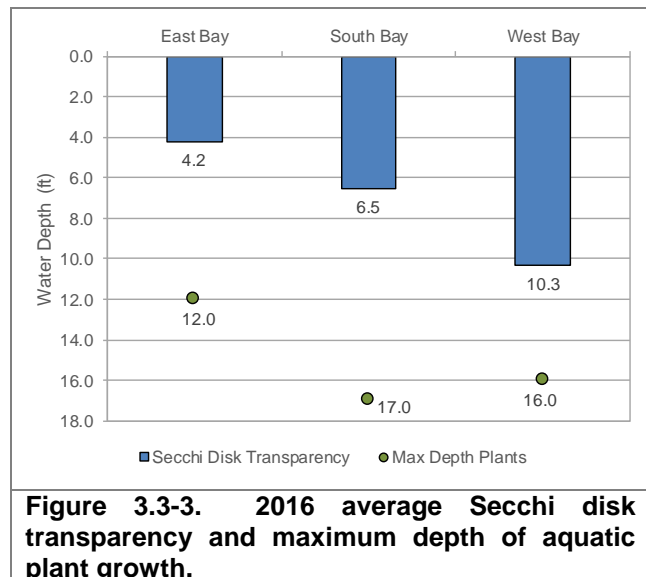 East Bay South Bay West Bay
0.0
2.0
4.0
6.0
8.0
10.0
12.0
14.0
16.0
18.0
Water Depth (ft)
4.2
6.5
10.3
12.0
17.0
16.0
Secchi Disk Transparency Max Depth Plants
Figure 3.3-3. 2016 average Secchi disk
transparency and maximum depth of aquatic
plant growth.